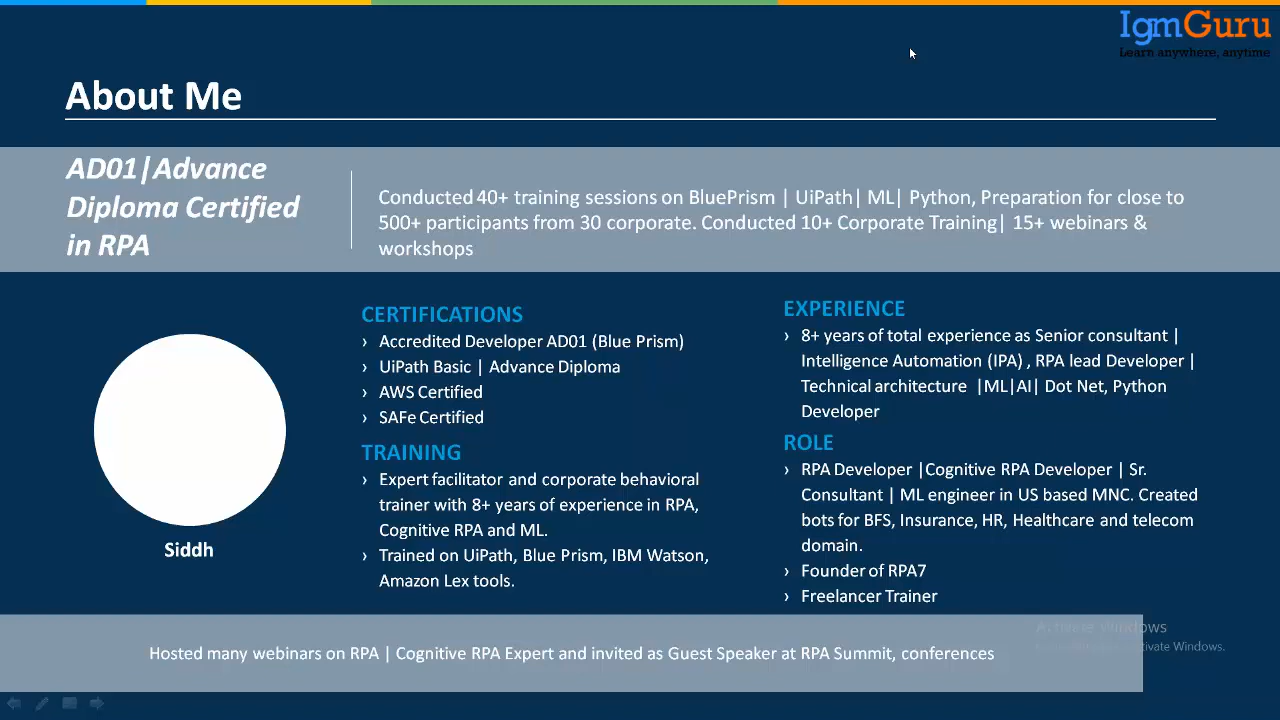 IgmGuru
Learn anywhere, anytime
About Me
AD01|Advance
Diploma Certified
in RPA
Conducted 40+ training sessions on BluePrism | UiPath| ML| Python, Preparation for close to
500+ participants from 30 corporate. Conducted 10+ Corporate Training| 15+ webinars &
workshops
CERTIFICATIONS
› Accredited Developer AD01 (Blue Prism)
› UiPath Basic | Advance Diploma
› AWS Certified
› SAFe Certified
TRAINING
› Expert facilitator and corporate behavioral
trainer with 8+ years of experience in RPA,
Cognitive RPA and ML.
› Trained on UiPath, Blue Prism, IBM Watson,
Amazon Lex tools.
EXPERIENCE
› 8+ years of total experience as Senior consultant |
Intelligence Automation (IPA) , RPA lead Developer |
Technical architecture |ML|AI| Dot Net, Python
Developer
ROLE
› RPA Developer |Cognitive RPA Developer | Sr.
Consultant | ML engineer in US based MNC. Created
bots for BFS, Insurance, HR, Healthcare and telecom
domain.
› Founder of RPA7
› Freelancer Trainer
Siddh
Hosted many webinars on RPA | Cognitive RPA Expert and invited as Guest Speaker at RPA Summit, conferences
Activate Windows
Windows.